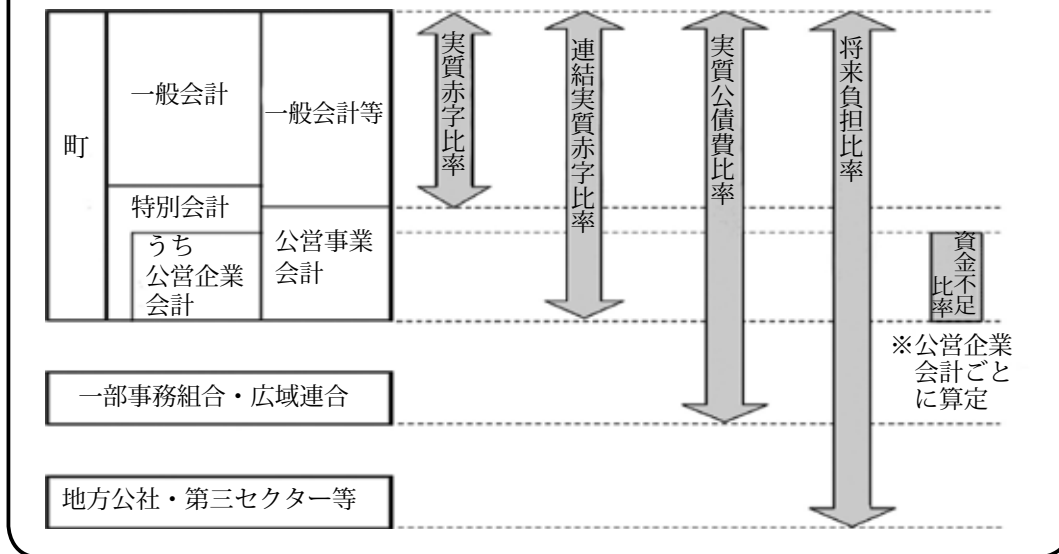 町
一般会計
特別会計
うち
公営企業
会計
一般会計等
公営事業
会計
実質赤字比率
連結実質赤字比率
実質公債費比率
将来負担比率
資金不足
比率
※公営企業
会計ごと
に算定
一部事務組合・広域連合
地方公社・第三セクター等